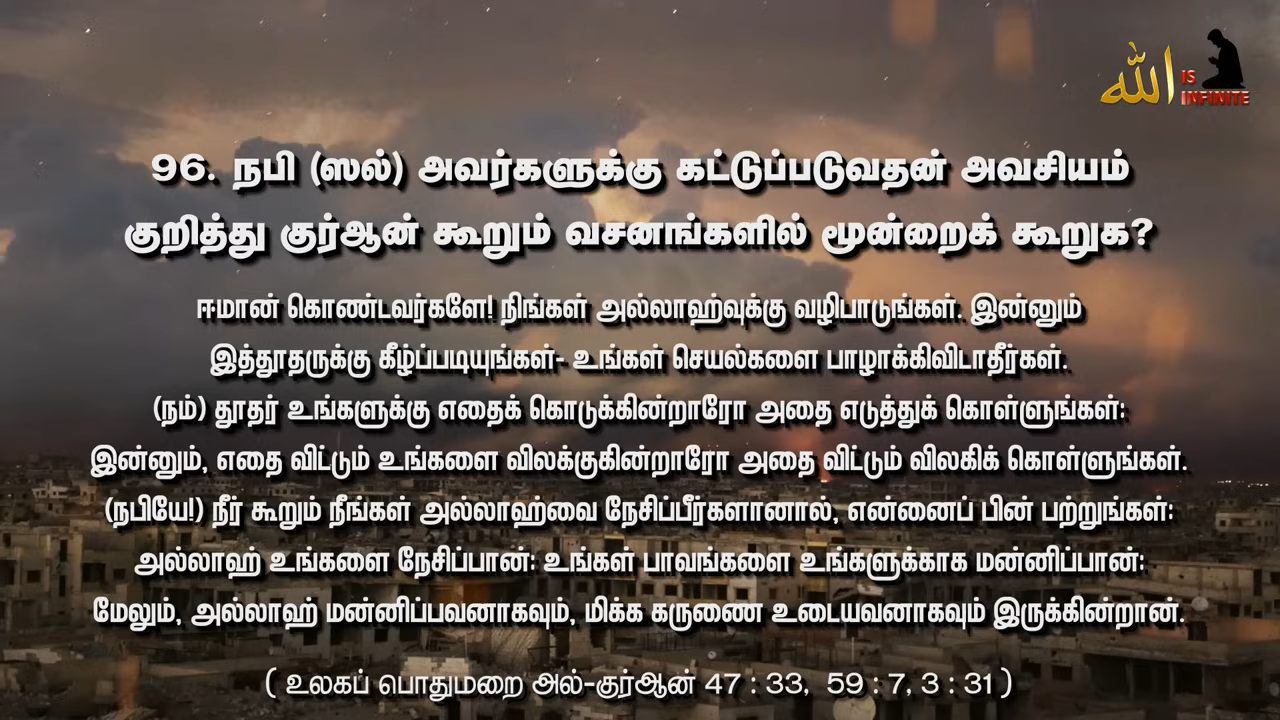 الله
IS
INFINITE
96. நபி (ஸல்) அவர்களுக்கு கட்டுப்படுவதன் அவசியம்
குறித்து குர்ஆன் கூறும் வசனங்களில் மூன்றைக் கூறுக?
ஈமான் கொண்டவர்களே! நிங்கள் அல்லாஹ்வுக்கு வழிபாடுங்கள். இன்னும்
இத்தூதருக்கு கீழ்ப்படியுங்கள்- உங்கள் செயல்களை பாழாக்கிவிடாதீர்கள்.
(நம்) தூதர் உங்களுக்கு எதைக் கொடுக்கின்றாரோ அதை எடுத்துக் கொள்ளுங்கள்:
இன்னும், எதை விட்டும் உங்களை விலக்குகின்றாரோ அதை விட்டும் விலகிக் கொள்ளுங்கள்.
(நபியே!) நீர் கூறும் நீங்கள் அல்லாஹ்வை நேசிப்பீர்களானால், என்னைப் பின் பற்றுங்கள்:
அல்லாஹ் உங்களை நேசிப்பான்: உங்கள் பாவங்களை உங்களுக்காக மன்னிப்பான்:
மேலும், அல்லாஹ் மன்னிப்பவனாகவும், மிக்க கருணை உடையவனாகவும் இருக்கின்றான்.
( உலகப் பொதுமறை அல்-குர்ஆன் 47 : 33, 59 : 7, 3 : 31 )